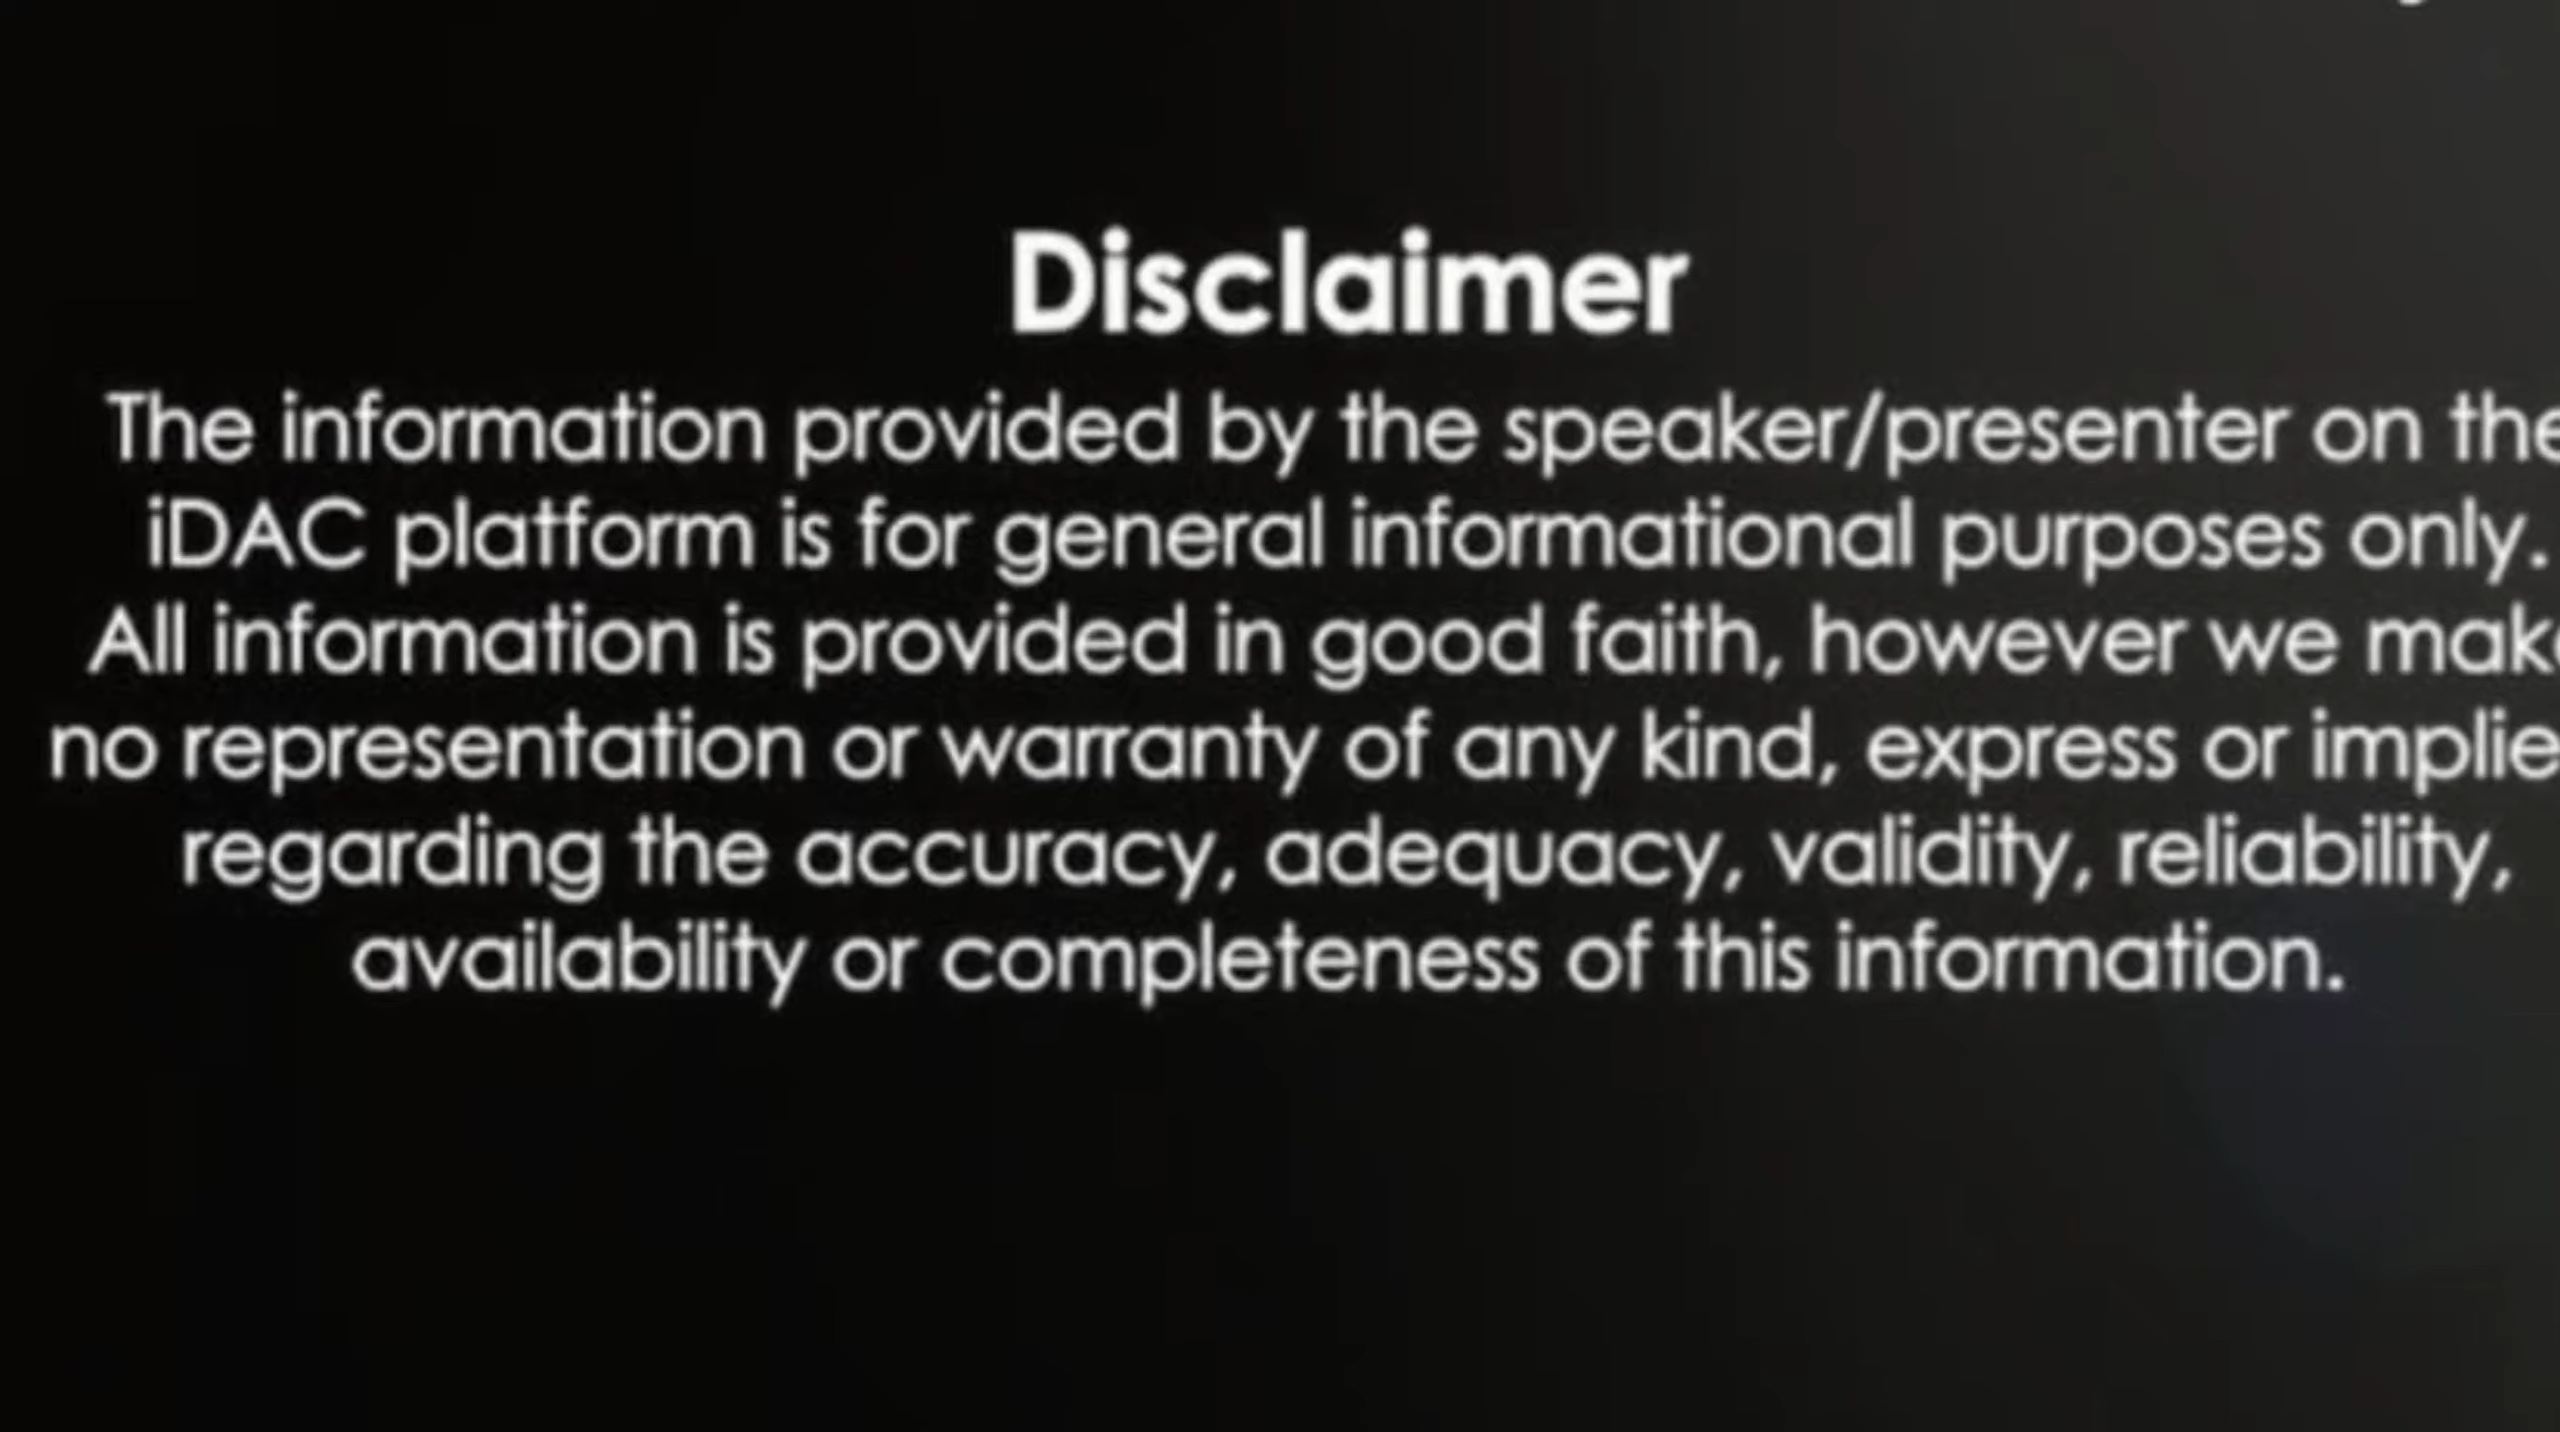 Disclaimer
The information provided by the speaker/presenter on the
iDAC platform is for general informational purposes only.
All information is provided in good faith, however we make
no representation or warranty of any kind, express or implie
regarding the accuracy, adequacy, validity, reliability,
availability or completeness of this information.